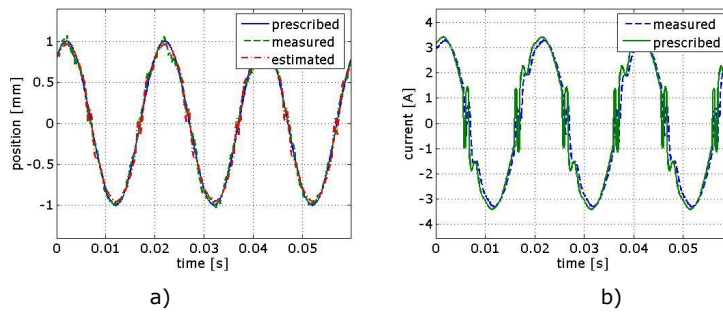 prescribed
measured
estimated
position [mm]
1
0.5
0
-0.5
-1
0
0.01
0.02
0.03
0.04
0.05
time [s]
a)
measured
prescribed
current [A]
4
3
2
1
0
-1
-2
-3
-4
0
0.01
0.02
0.03
0.04
0.05
time [s]
b)